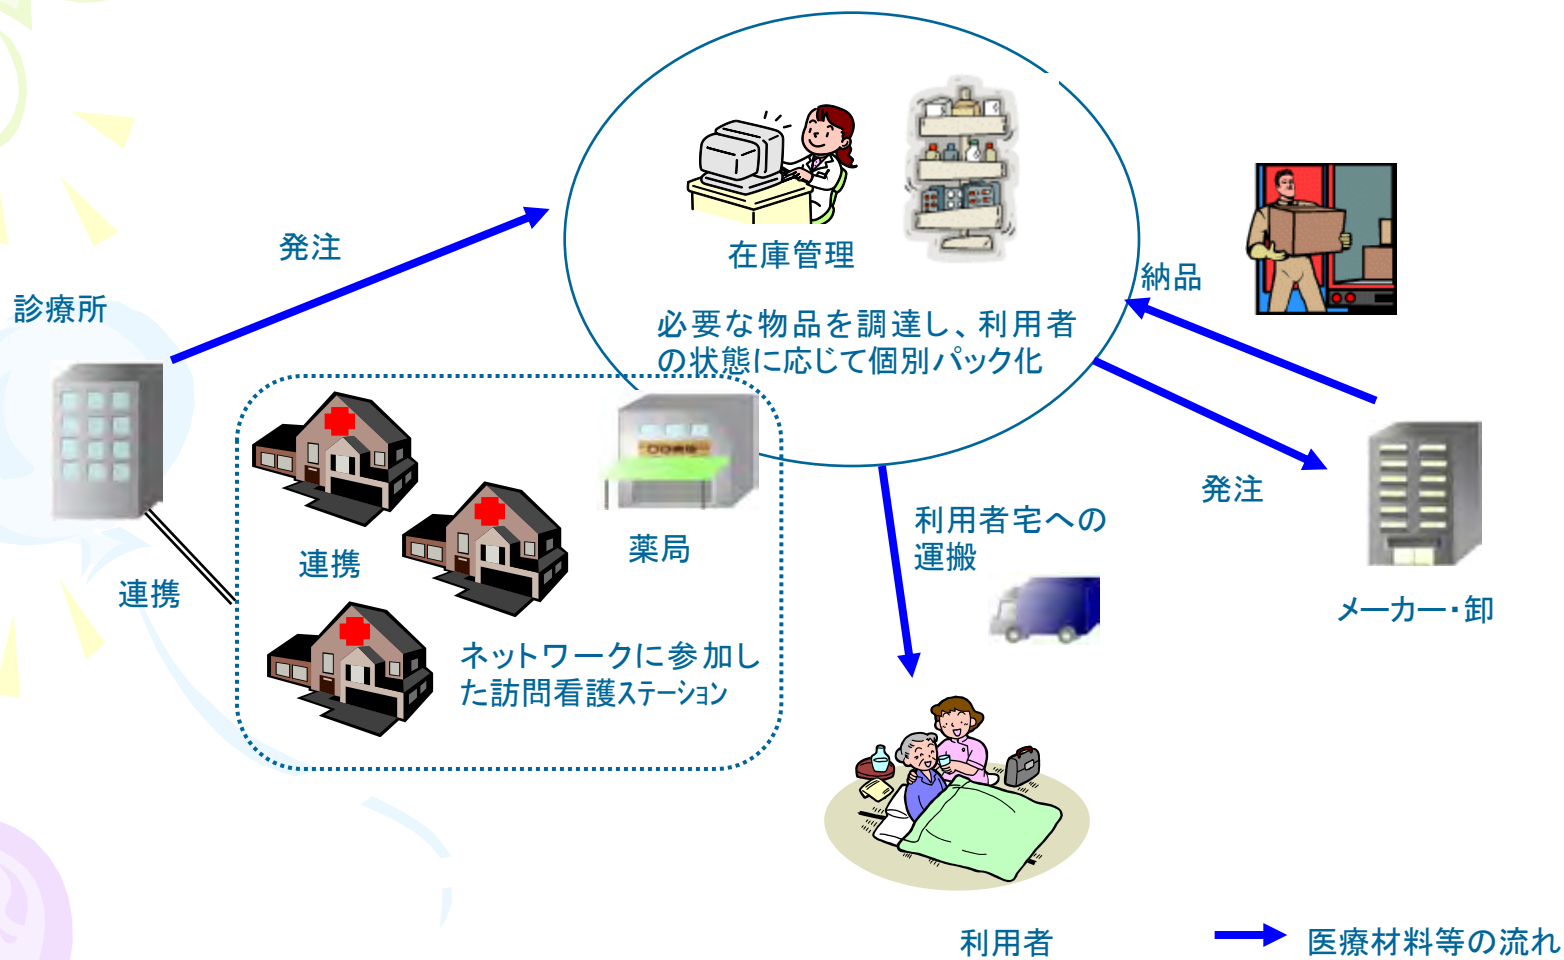 発注
診療所
在庫管理
納品
必要な物品を調達し、利用者
の状態に応じて個別パック化
発注
利用者宅への
運搬
薬局
連携
連携
メーカー・卸
ネットワークに参加し
た訪問看護ステーション
利用者
医療材料等の流れ